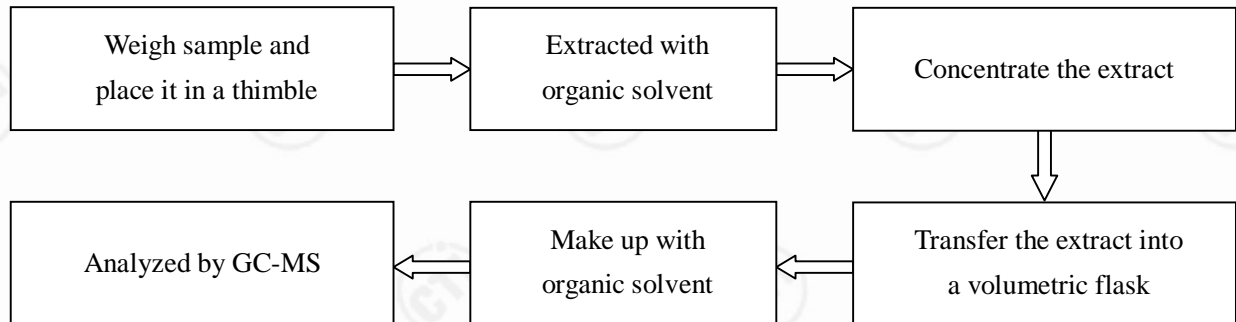 Weigh sample and
place it in a thimble
Extracted with
organic solvent
Concentrate the extract
Transfer the extract into
a volumetric flask
Make up with
organic solvent
Analyzed by GC-MS